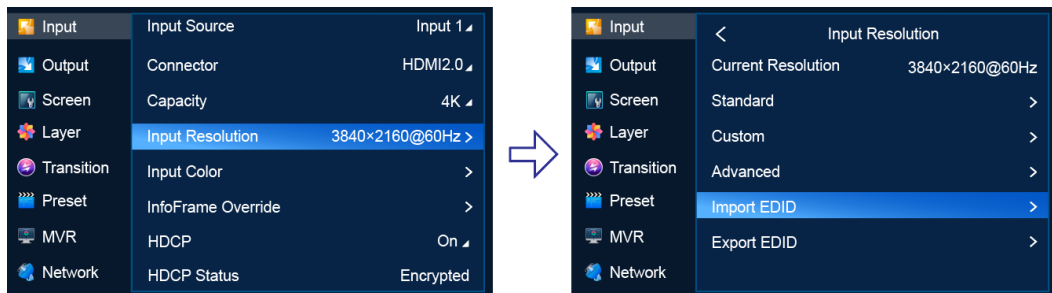 Input
Output
Screen
Layer
Transition
Preset
MVR
Network
Input Source Input 1
Connector HDMI2.0
Capacity 4K
Input Resolution 3840×2160@60Hz >
Input Color >
InfoFrame Override >
HDCP On
HDCP Status Encrypted
Input
Output
Screen
Layer
Transition
Preset
MVR
Network
< Input Resolution
Current Resolution 3840×2160@60Hz
Standard >
Custom >
Advanced >
Import EDID >
Export EDID >